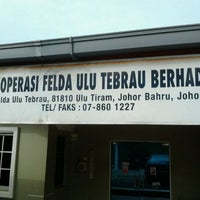 OPERASI FELDA ULU TEBRAU BERHAD
lda Ulu Tebrau, 81810 Ulu Tiram, Johor Bahru, Joho
TEL/ FAKS : 07-860 1227